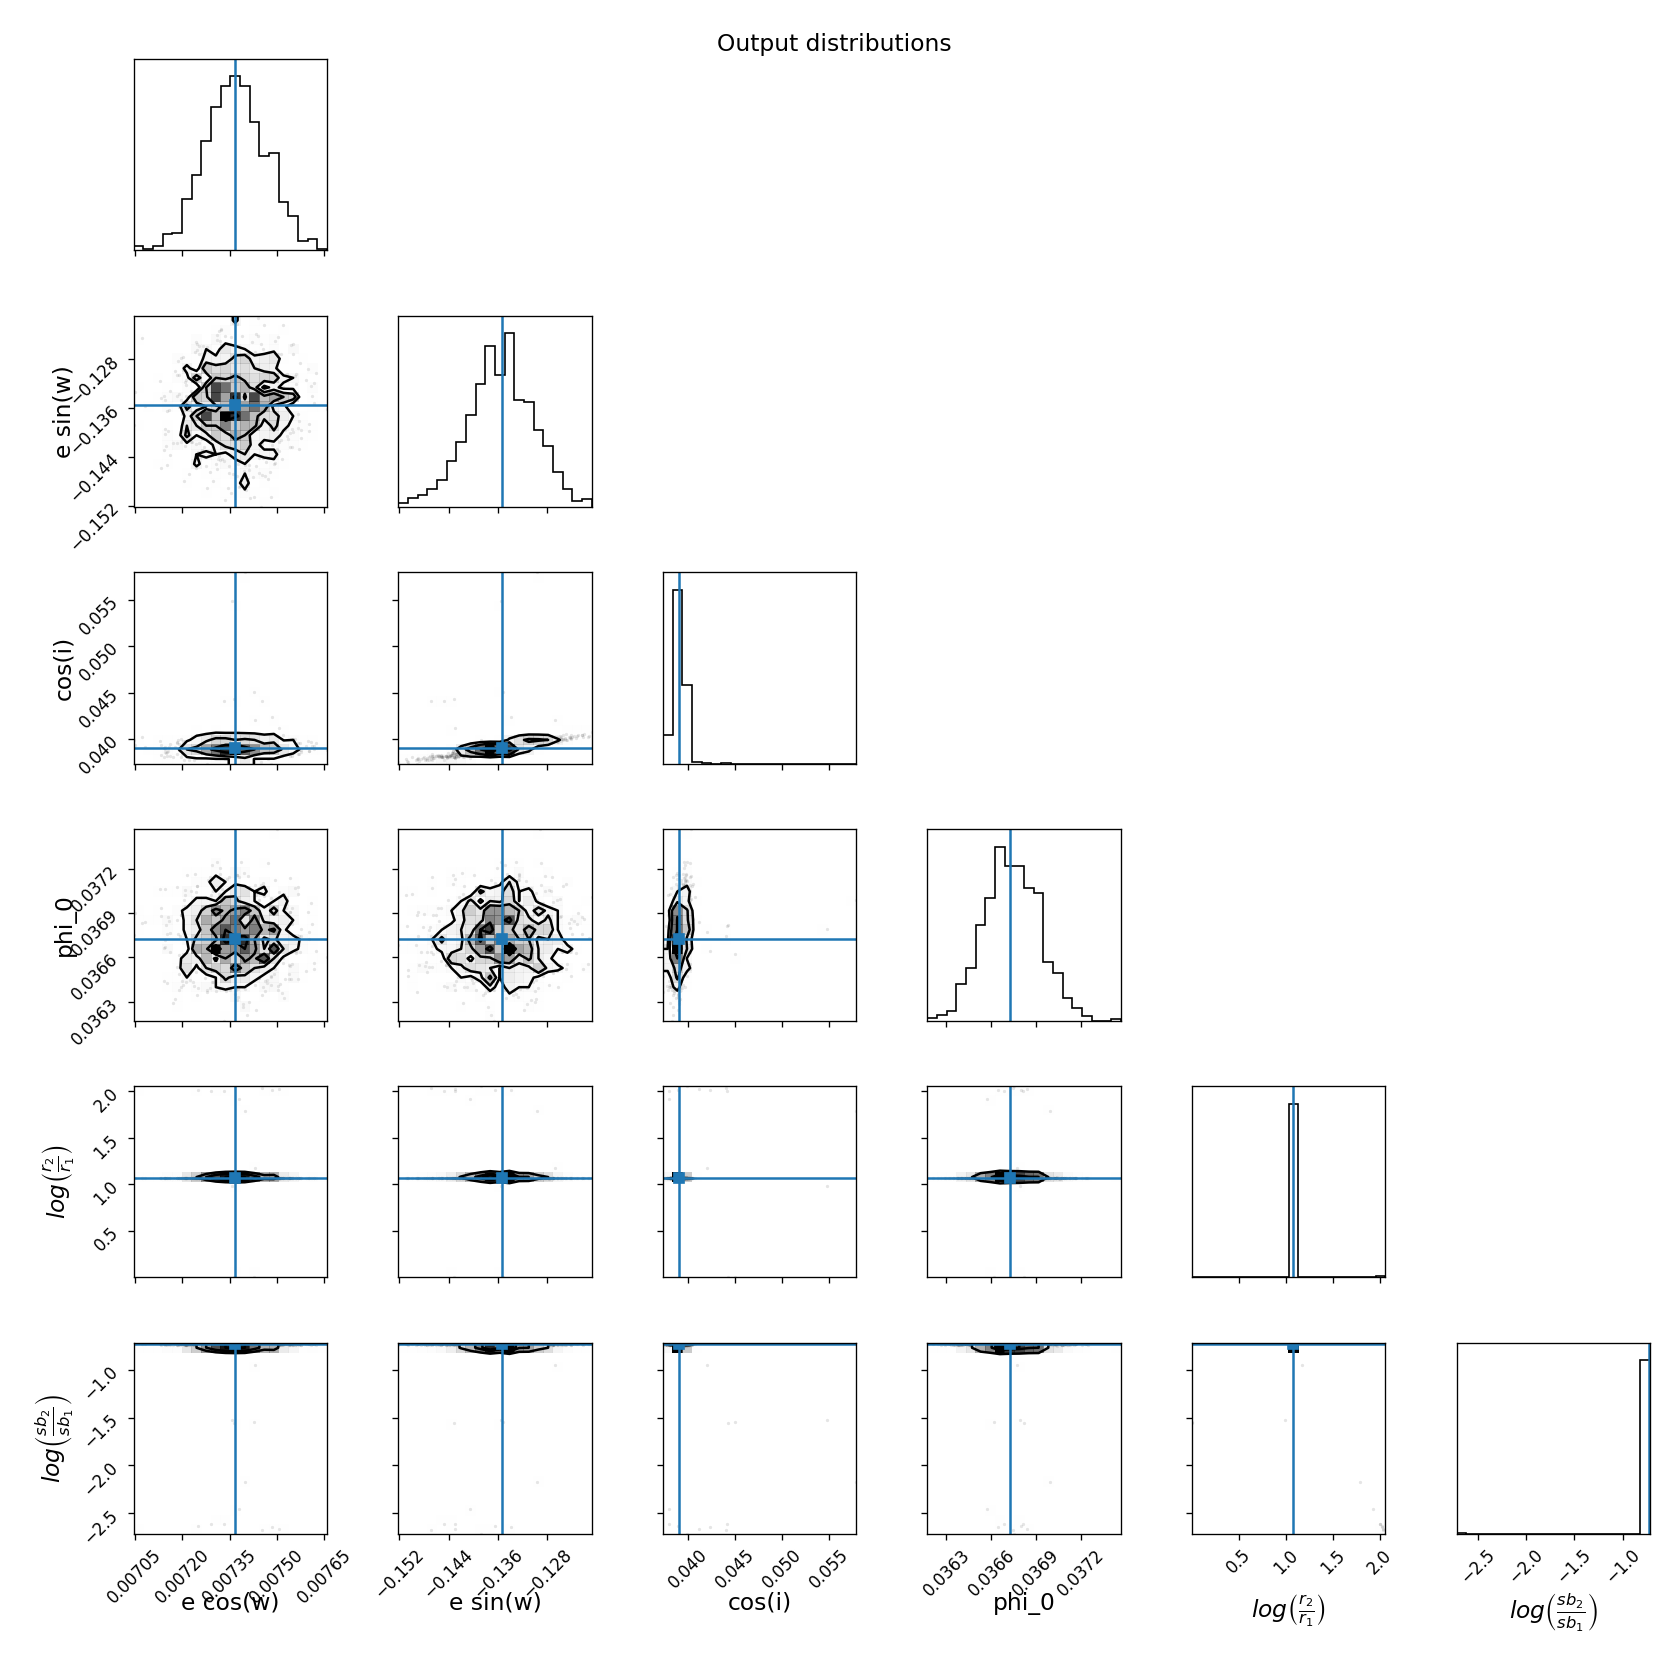 Output distributions
e sin(w)
−0.128
−0.136
−0.144
−0.152
cos(i)
0.055
0.050
0.045
0.040
phi_0
0.0372
0.0369
0.0366
0.0363
log(r₂/r₁)
2.0
1.5
1.0
0.5
log(sb₂/sb₁)
−1.0
−1.5
−2.0
−2.5
0.00705 0.00720 0.00735 0.00750 0.00765
e cos(w)
−0.152 −0.144 −0.136 −0.128
e sin(w)
0.040 0.045 0.050 0.055
cos(i)
0.0363 0.0366 0.0369 0.0372
phi_0
0.5 1.0 1.5 2.0
log(r₂/r₁)
−2.5 −2.0 −1.5 −1.0
log(sb₂/sb₁)